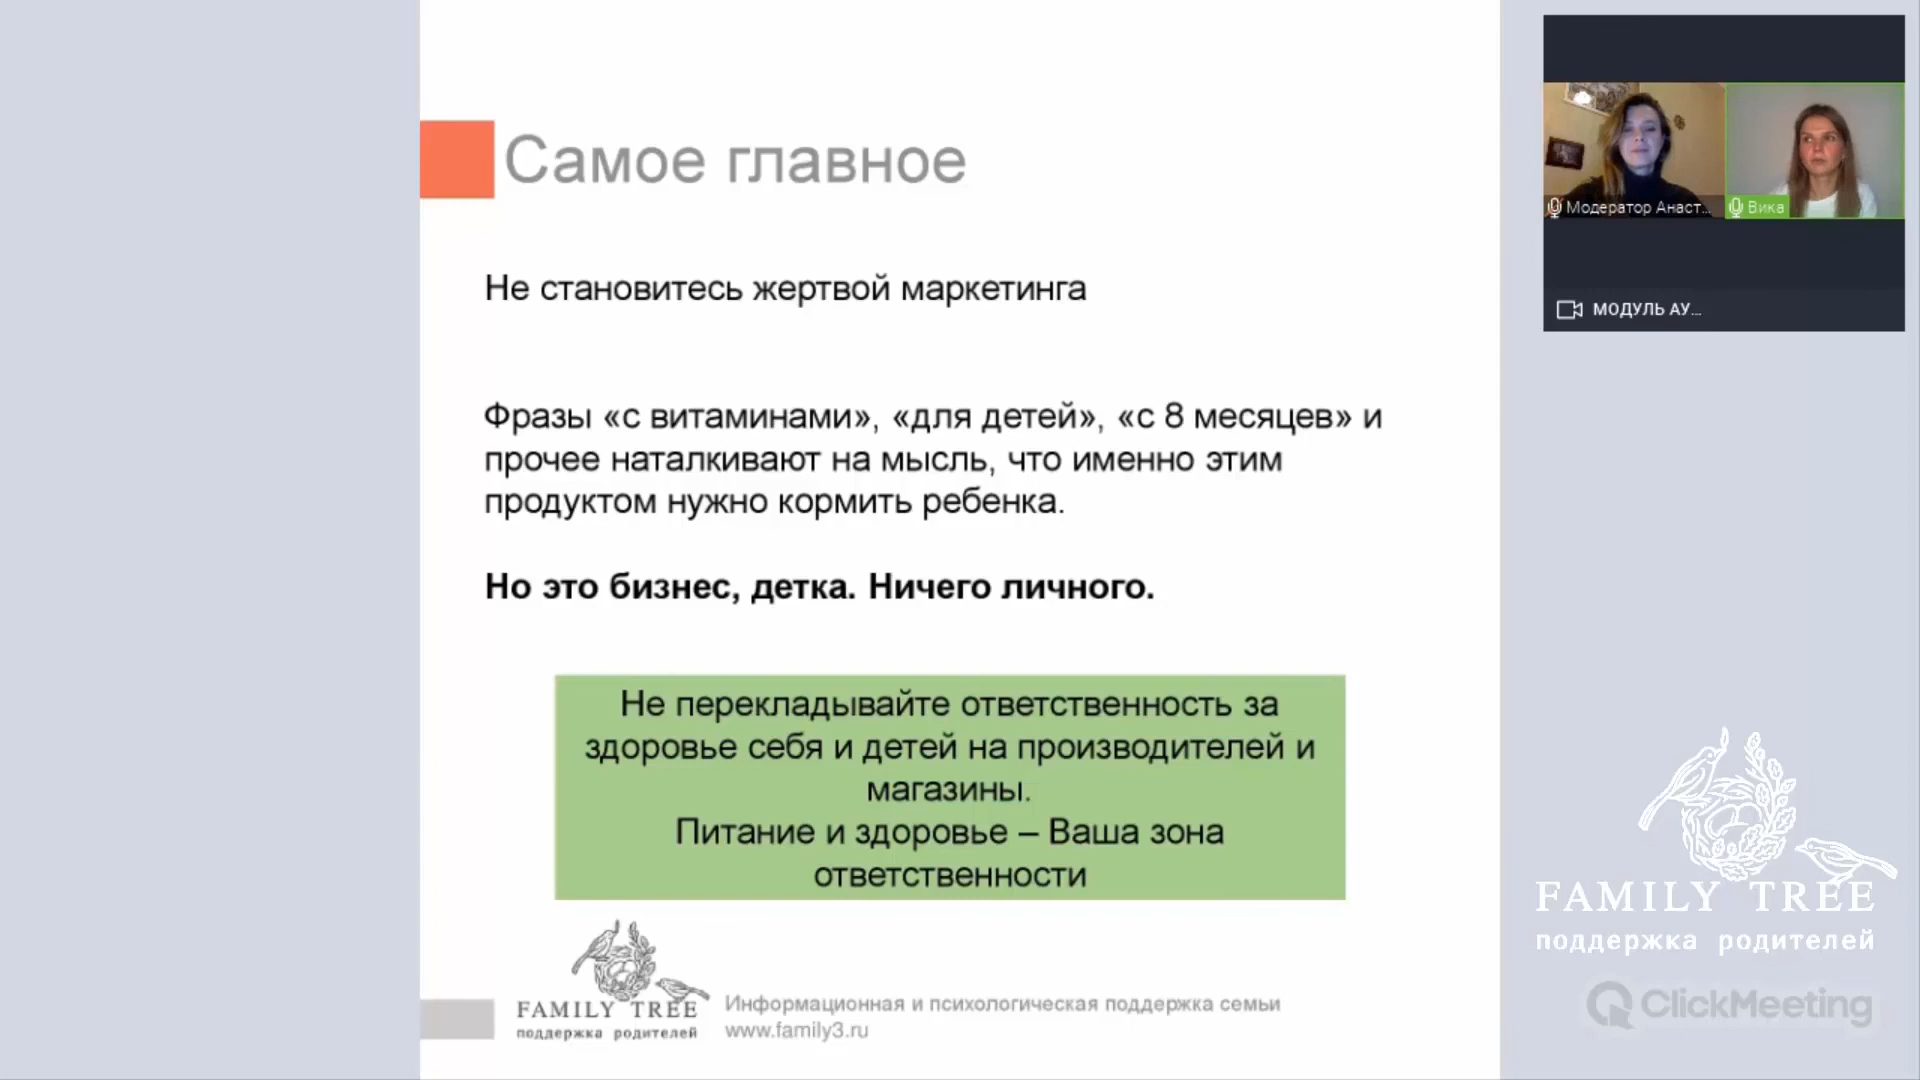 Самое главное
Не становитесь жертвой маркетинга
Фразы «с витаминами», «для детей», «с 8 месяцев» и
прочее наталкивают на мысль, что именно этим
продуктом нужно кормить ребенка.
Но это бизнес, детка. Ничего личного.
Не перекладывайте ответственность за
здоровье себя и детей на производителей и
магазины.
Питание и здоровье – Ваша зона
ответственности
FAMILY TREE
поддержка родителей
Информационная и психологическая поддержка семьи
www.family3.ru
Модератор Анаст...
Вика
МОДУЛЬ АУ...
FAMILY TREE
поддержка родителей
ClickMeeting